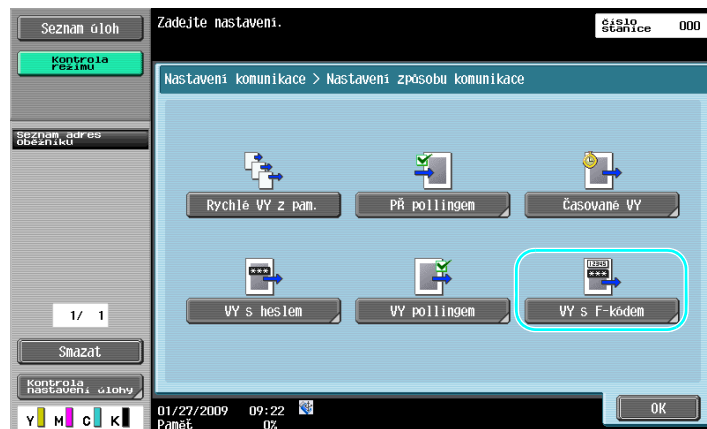 Seznam úloh
Zadejte nastavení.
číslo
stanice
000
Kontrola
režimu
Nastavení komunikace > Nastavení způsobu komunikace
Seznam adres
oběžníku
Rychlé VY z pam.
PŘ pollingem
Časované VY
***
12345
***
VY s heslem
VY pollingem
VY s F-kódem
1/ 1
Smazat
Kontrola
nastavení úlohy
Y M C K
01/27/2009 09:22
Paměť 0%
OK